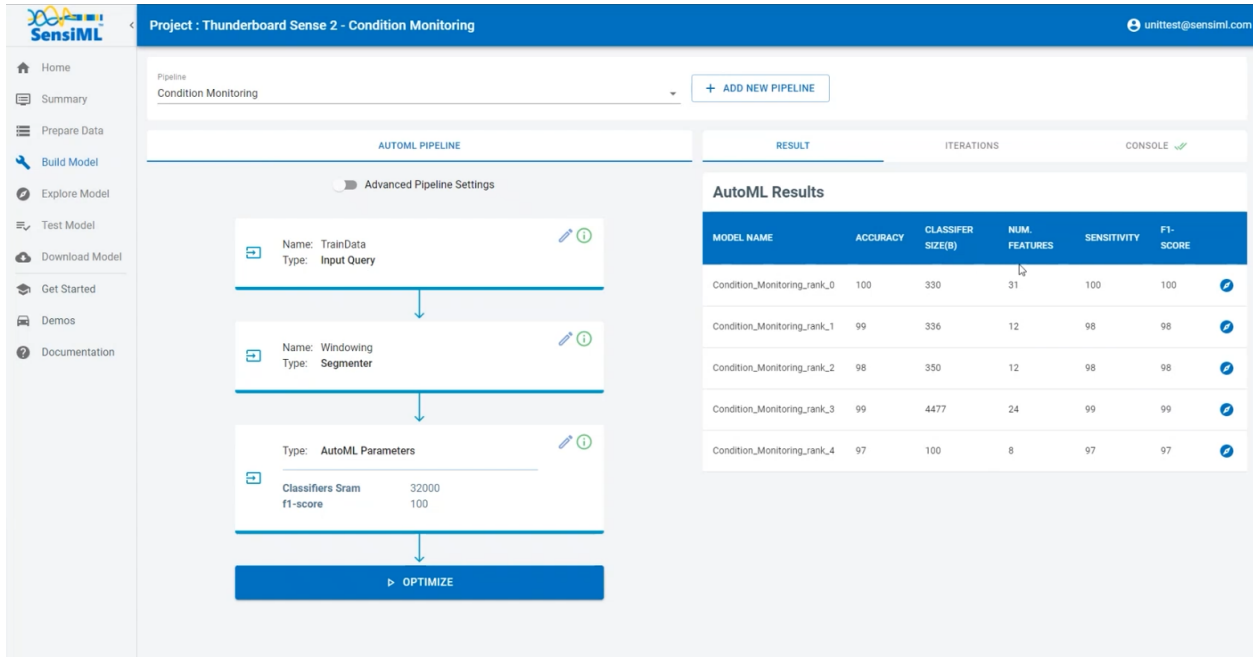 SensiML
Project : Thunderboard Sense 2 - Condition Monitoring
unittest@sensiml.com
Home
Summary
Prepare Data
Build Model
Explore Model
Test Model
Download Model
Get Started
Demos
Documentation
Pipeline
Condition Monitoring
+ ADD NEW PIPELINE
AUTOML PIPELINE
Advanced Pipeline Settings
Name: TrainData
Type: Input Query
Name: Windowing
Type: Segmenter
Type: AutoML Parameters
Classifiers Sram 32000
f1-score 100
OPTIMIZE
RESULT ITERATIONS CONSOLE
AutoML Results
MODEL NAME ACCURACY CLASSIFER SIZE(B) NUM. FEATURES SENSITIVITY F1-SCORE
Condition_Monitoring_rank_0 100 330 31 100 100
Condition_Monitoring_rank_1 99 336 12 98 98
Condition_Monitoring_rank_2 98 350 12 98 98
Condition_Monitoring_rank_3 99 4477 24 99 99
Condition_Monitoring_rank_4 97 100 8 97 97